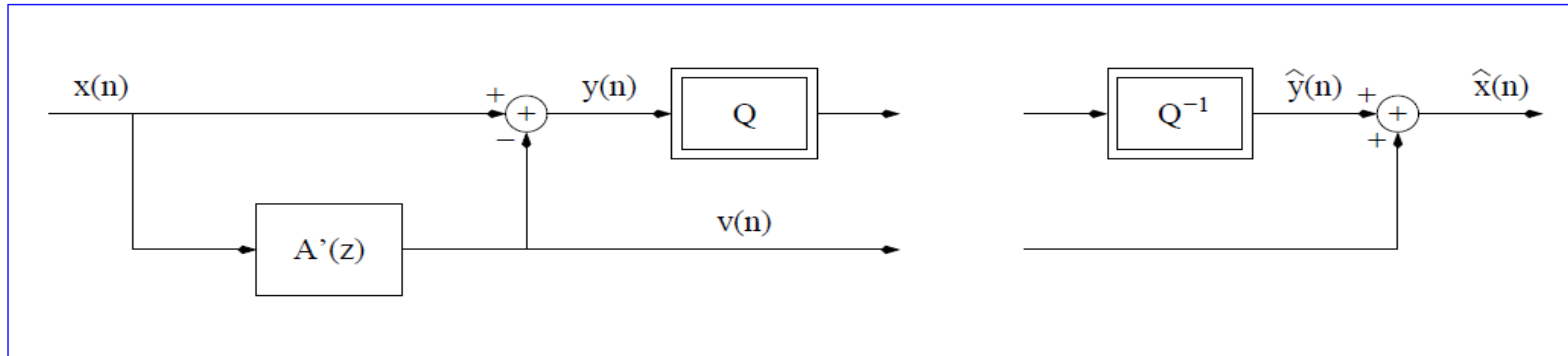 x(n)
+
+
−
y(n)
Q
Q⁻¹
ŷ(n)
+
+
+
x̂(n)
A'(z)
v(n)